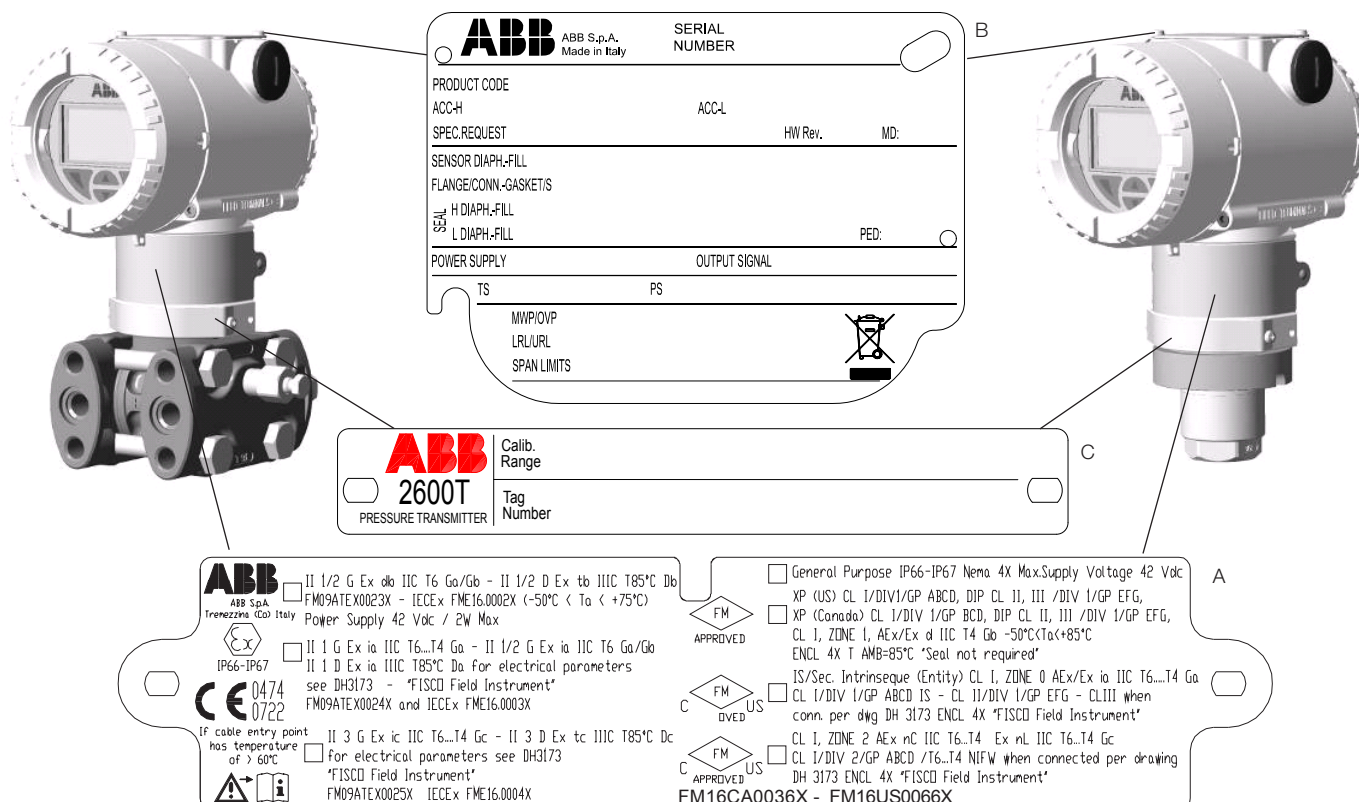 ABB
ABB S.p.A.
Made in Italy
SERIAL
NUMBER
B
PRODUCT CODE
ACC-H ACC-L
SPEC.REQUEST HW Rev. MD:
SENSOR DIAPH.-FILL
FLANGE/CONN.-GASKET/S
SEAL
H DIAPH.-FILL
L DIAPH.-FILL PED:
POWER SUPPLY OUTPUT SIGNAL
TS PS
MWP/OVP
LRL/URL
SPAN LIMITS
ABB
2600T
PRESSURE TRANSMITTER
Calib.
Range
Tag
Number
C
ABB
ABB S.p.A.
Tremezzina (Co) Italy
Ex
IP66-IP67
CE 0474
0722
If cable entry point
has temperature
of > 60°C
II 1/2 G Ex db IIC T6 Ga/Gb - II 1/2 D Ex tb IIIC T85°C Db
FM09ATEX0023X - IECEx FME16.0002X (-50°C < Ta < +75°C)
Power Supply 42 Vdc / 2W Max
II 1 G Ex ia IIC T6...T4 Ga - II 1/2 G Ex ia IIC T6 Ga/Gb
II 1 D Ex ia IIIC T85°C Da for electrical parameters
see DH3173 - "FISCO Field Instrument"
FM09ATEX0024X and IECEx FME16.0003X
II 3 G Ex ic IIC T6...T4 Gc - II 3 D Ex tc IIIC T85°C Dc
for electrical parameters see DH3173
"FISCO Field Instrument"
FM09ATEX0025X IECEx FME16.0004X
A
General Purpose IP66-IP67 Nema 4X Max.Supply Voltage 42 Vdc
FM
APPROVED
XP (US) CL I/DIV1/GP ABCD, DIP CL II, III /DIV 1/GP EFG,
XP (Canada) CL I/DIV 1/GP BCD, DIP CL II, III /DIV 1/GP EFG,
CL I, ZONE 1, AEx/Ex d IIC T4 Gb -50°C<Ta<+85°C
ENCL 4X T AMB=85°C "Seal not required"
C FM US
OVED
IS/Sec. Intrinseque (Entity) CL I, ZONE 0 AEx/Ex ia IIC T6....T4 Ga
CL I/DIV 1/GP ABCD IS - CL II/DIV 1/GP EFG - CLIII when
conn. per dwg DH 3173 ENCL 4X "FISCO Field Instrument"
C FM US
APPROVED
CL I, ZONE 2 AEx nC IIC T6...T4 Ex nL IIC T6...T4 Gc
CL I/DIV 2/GP ABCD /T6...T4 NIFW when connected per drawing
DH 3173 ENCL 4X "FISCO Field Instrument"
FM16CA0036X - FM16US0066X